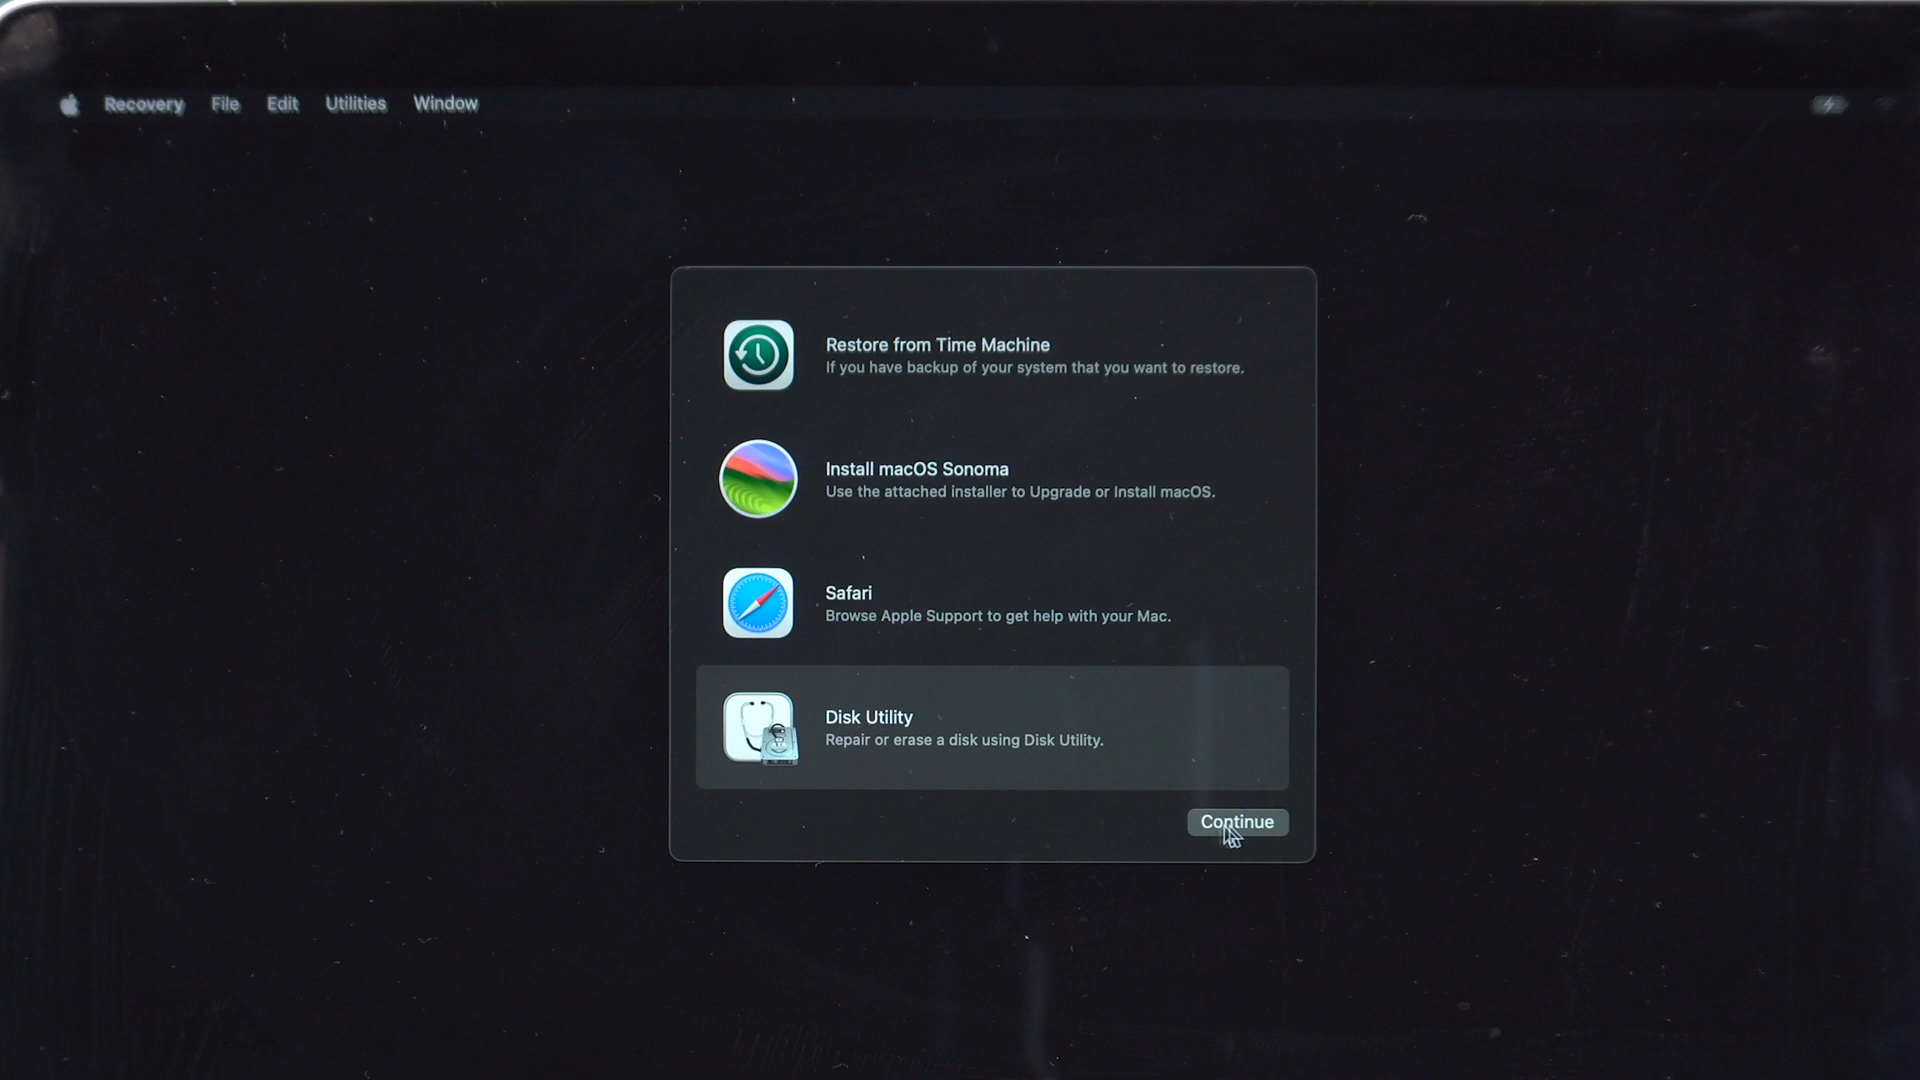 Recovery File Edit Utilities Window
Restore from Time Machine
If you have backup of your system that you want to restore.
Install macOS Sonoma
Use the attached installer to Upgrade or Install macOS.
Safari
Browse Apple Support to get help with your Mac.
Disk Utility
Repair or erase a disk using Disk Utility.
Continue